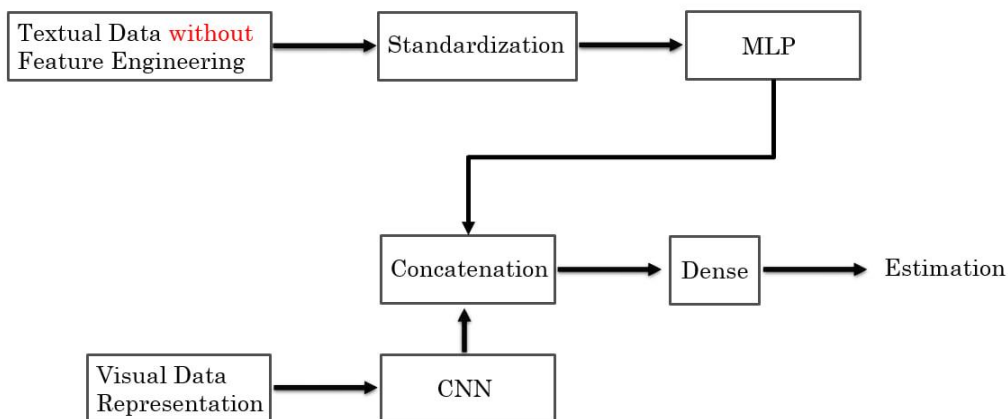 Textual Data without
Feature Engineering
Standardization
MLP
Concatenation
Dense
Estimation
Visual Data
Representation
CNN